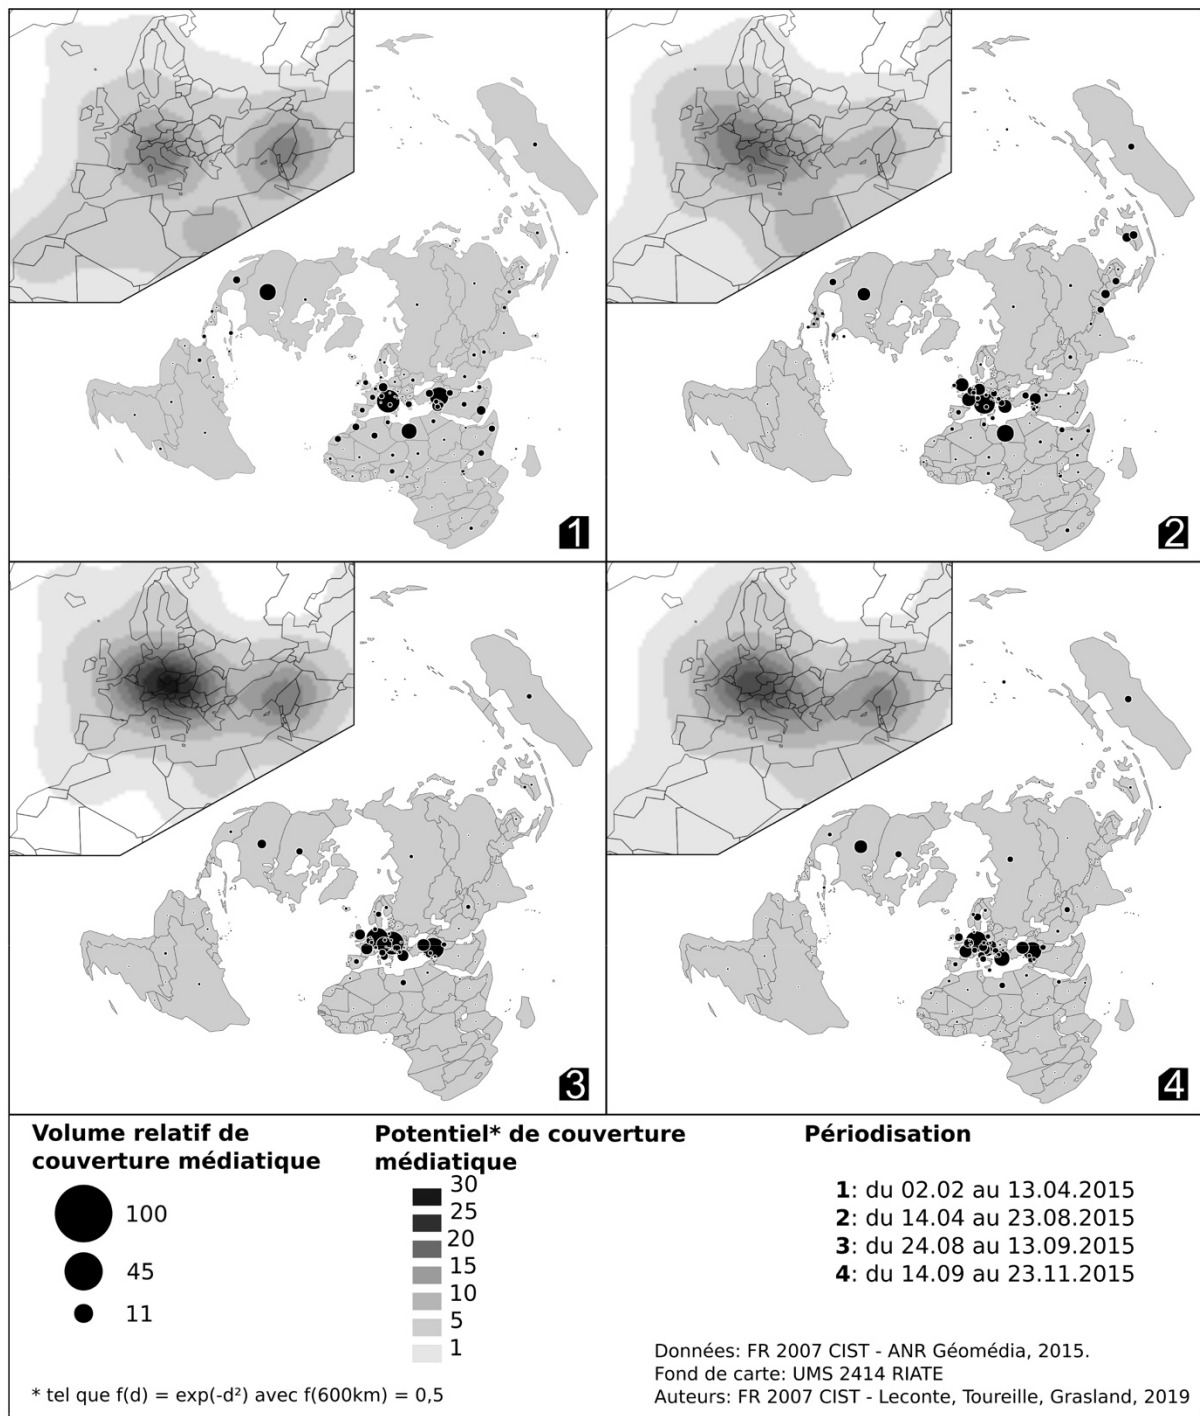 1
2
3
4
Volume relatif de
couverture médiatique
100
45
11
Potentiel* de couverture
médiatique
30
25
20
15
10
5
1
* tel que f(d) = exp(-d²) avec f(600km) = 0,5
Périodisation
1: du 02.02 au 13.04.2015
2: du 14.04 au 23.08.2015
3: du 24.08 au 13.09.2015
4: du 14.09 au 23.11.2015
Données: FR 2007 CIST - ANR Géomédia, 2015.
Fond de carte: UMS 2414 RIATE
Auteurs: FR 2007 CIST - Leconte, Toureille, Grasland, 2019